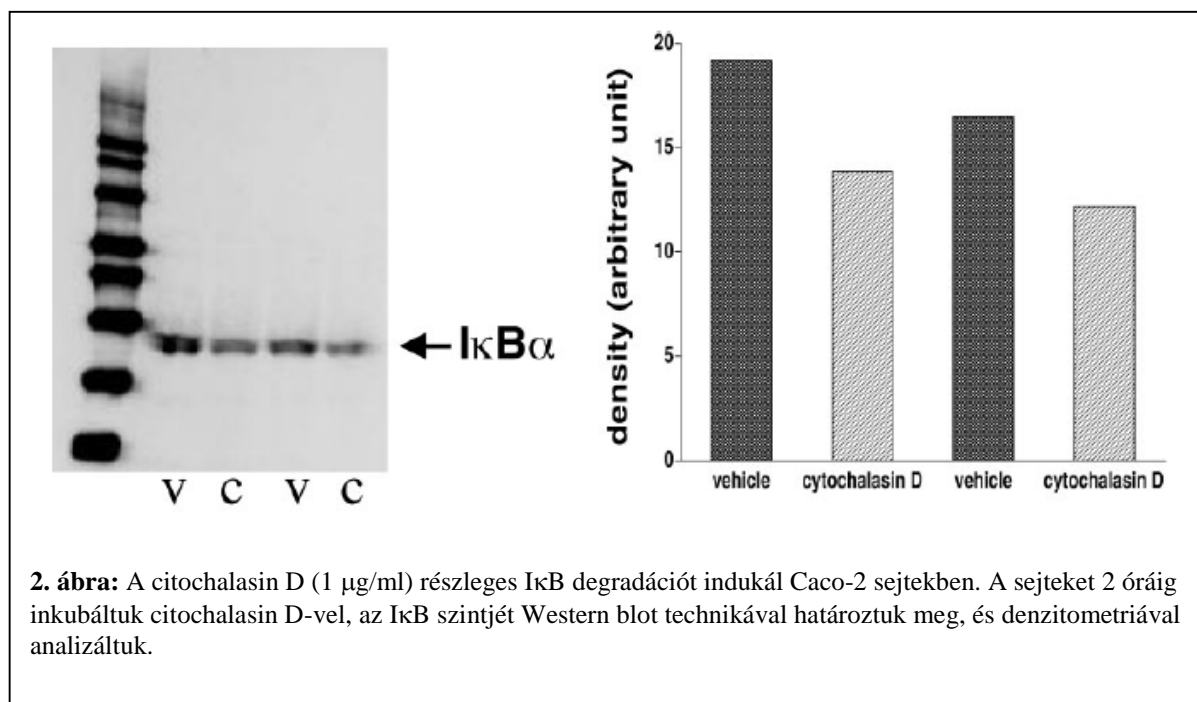 IκBα
V C V C
density (arbitrary unit)
20
15
10
5
0
vehicle cytochalasin D vehicle cytochalasin D
2. ábra: A citochalasin D (1 μg/ml) részleges IκB degradációt indukál Caco-2 sejtekben. A sejteket 2 óráig
inkubáltuk citochalasin D-vel, az IκB szintjét Western blot technikával határoztuk meg, és denzitometriával
analizáltuk.